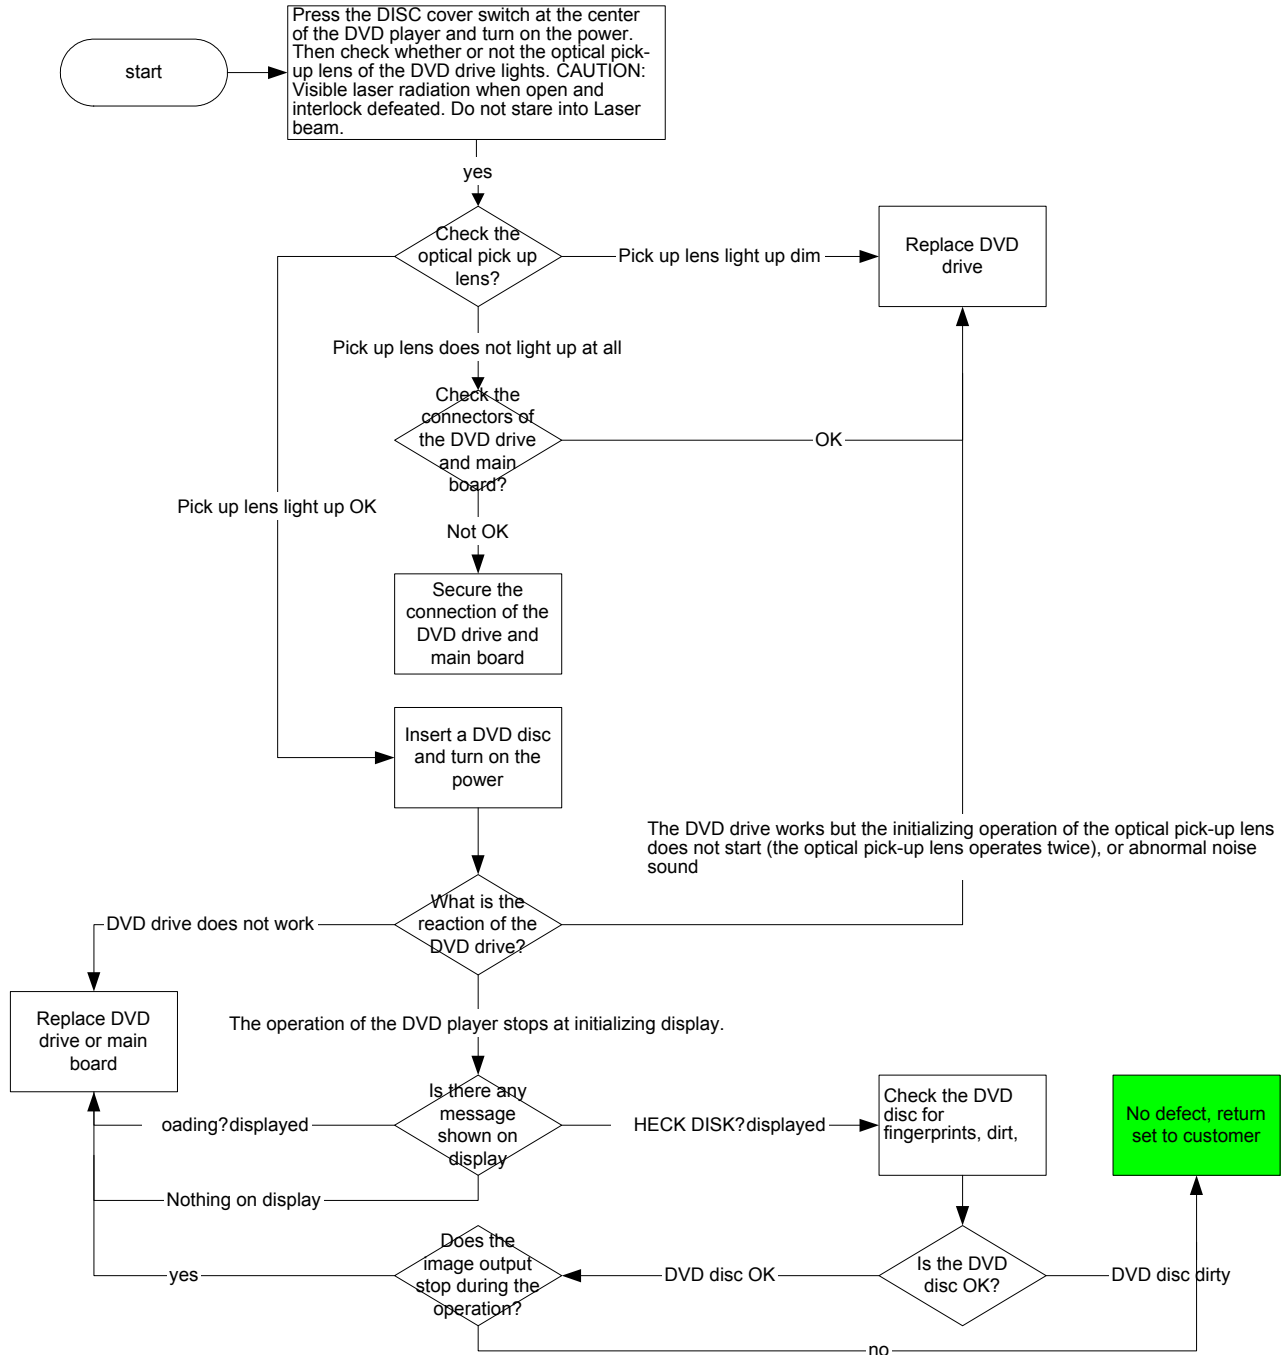 Press the DISC cover switch at the center
of the DVD player and turn on the power.
Then check whether or not the optical pick-
up lens of the DVD drive lights. CAUTION:
Visible laser radiation when open and
interlock defeated. Do not stare into Laser
beam.
start
yes
Check the
optical pick up
lens?
Pick up lens light up dim
Replace DVD
drive
Pick up lens does not light up at all
Check the
connectors of
the DVD drive
and main
board?
OK
Pick up lens light up OK
Not OK
Secure the
connection of the
DVD drive and
main board
Insert a DVD disc
and turn on the
power
The DVD drive works but the initializing operation of the optical pick-up lens
does not start (the optical pick-up lens operates twice), or abnormal noise
sound
What is the
reaction of the
DVD drive?
DVD drive does not work
Replace DVD
drive or main
board
The operation of the DVD player stops at initializing display.
Is there any
message
shown on
display
oading?displayed
HECK DISK?displayed
Check the DVD
disc for
fingerprints, dirt,
No defect, return
set to customer
Nothing on display
Does the
image output
stop during the
operation?
yes
DVD disc OK
Is the DVD
disc OK?
DVD disc dirty
no